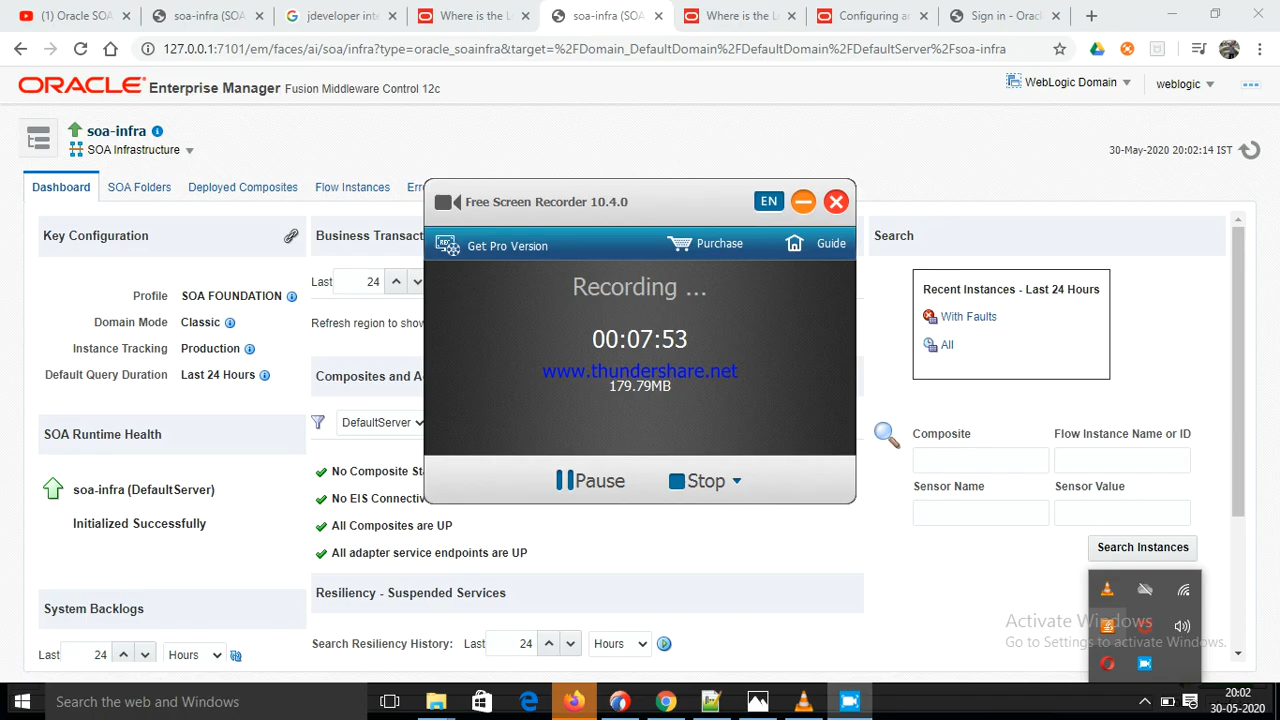 (1) Oracle SO
soa-infra (SOA
jdeveloper int
Where is the L
soa-infra (SO
Where is the L
Configuring a
Sign in - Orac
127.0.0.1:7101/em/faces/ai/soa/infra?type=oracle_soainfra&target=%2FDomain_DefaultDomain%2FDefaultDomain%2FDefaultServer%2Fsoa-infra
ORACLE Enterprise Manager Fusion Middleware Control 12c
WebLogic Domain
weblogic
soa-infra
SOA Infrastructure
30-May-2020 20:02:14 IST
Dashboard
SOA Folders
Deployed Composites
Flow Instances
Err
Key Configuration
Profile SOA FOUNDATION
Domain Mode Classic
Instance Tracking Production
Default Query Duration Last 24 Hours
SOA Runtime Health
soa-infra (DefaultServer)
Initialized Successfully
System Backlogs
Last 24 Hours
Business Transac
Last 24
Refresh region to show
Composites and A
DefaultServer
No Composite St
No EIS Connectiv
All Composites are UP
All adapter service endpoints are UP
Resiliency - Suspended Services
Search Resiliency History: Last 24 Hours
Free Screen Recorder 10.4.0
EN
Get Pro Version
Purchase
Guide
Recording ...
00:07:53
www.thundershare.net
179.79MB
Pause
Stop
Search
Recent Instances - Last 24 Hours
With Faults
All
Composite
Flow Instance Name or ID
Sensor Name
Sensor Value
Search Instances
Activate Windows
Go to Settings to activate Windows.
Search the web and Windows
20:02
30-05-2020